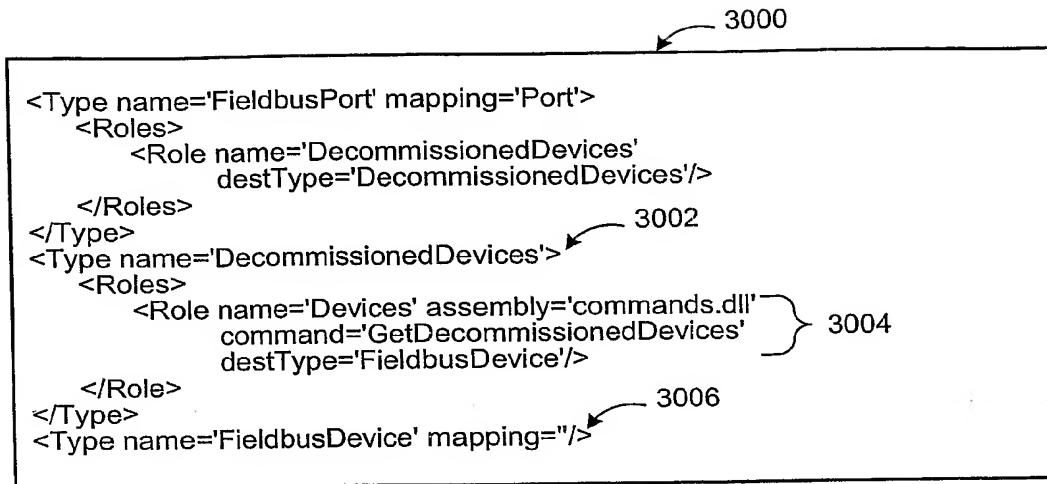 3000
<Type name='FieldbusPort' mapping='Port'>
<Roles>
<Role name='DecommissionedDevices'
destType='DecommissionedDevices'/>
</Roles>
</Type>
3002
<Type name='DecommissionedDevices'>
<Roles>
<Role name='Devices' assembly='commands.dll'
command='GetDecommissionedDevices'
3004
destType='FieldbusDevice'/>
</Role>
</Type>
3006
<Type name='FieldbusDevice' mapping=''/>